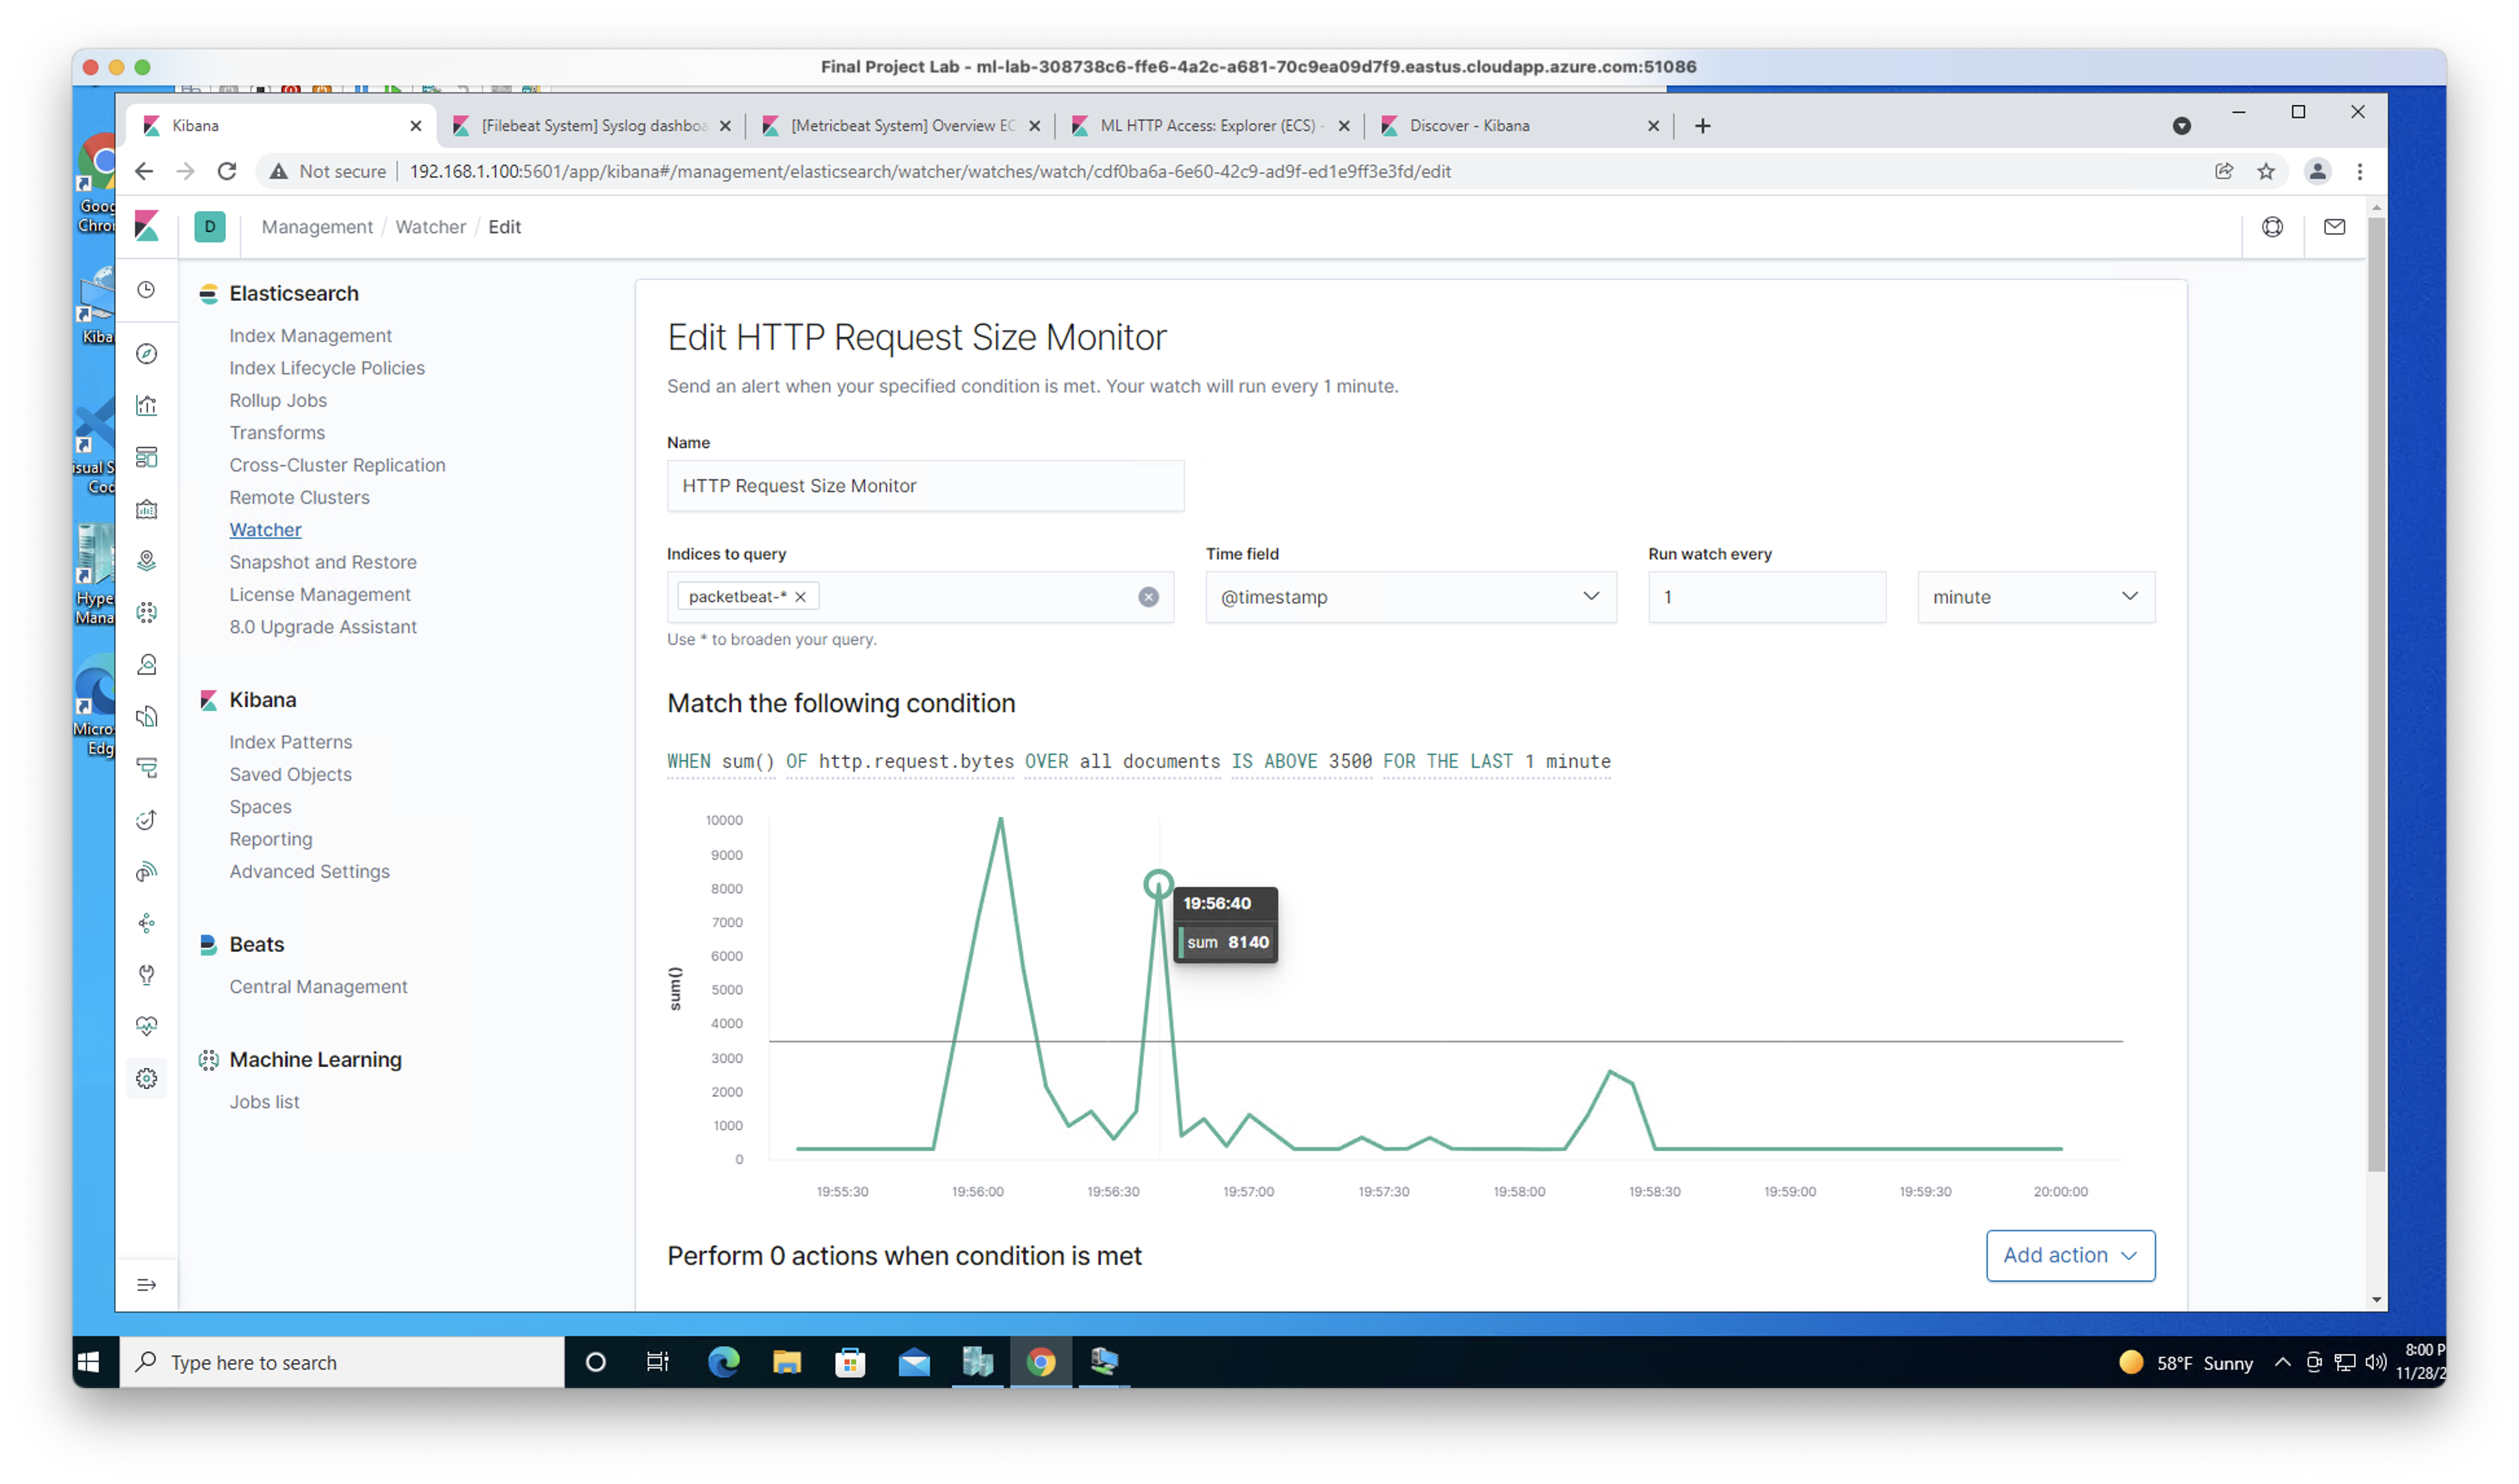 Final Project Lab - ml-lab-308738c6-ffe6-4a2c-a681-70c9ea09d7f9.eastus.cloudapp.azure.com:51086
Kibana
[Filebeat System] Syslog dashboa
[Metricbeat System] Overview EC
ML HTTP Access: Explorer (ECS) -
Discover - Kibana
Not secure
192.168.1.100:5601/app/kibana#/management/elasticsearch/watcher/watches/watch/cdf0ba6a-6e60-42c9-ad9f-ed1e9ff3e3fd/edit
Goog
Chro
Kiba
isual S
Coc
Hype
Mana
Micro
Edg
D
Management / Watcher / Edit
Elasticsearch
Index Management
Index Lifecycle Policies
Rollup Jobs
Transforms
Cross-Cluster Replication
Remote Clusters
Watcher
Snapshot and Restore
License Management
8.0 Upgrade Assistant
Kibana
Index Patterns
Saved Objects
Spaces
Reporting
Advanced Settings
Beats
Central Management
Machine Learning
Jobs list
Edit HTTP Request Size Monitor
Send an alert when your specified condition is met. Your watch will run every 1 minute.
Name
HTTP Request Size Monitor
Indices to query
Time field
Run watch every
packetbeat-*
@timestamp
1
minute
Use * to broaden your query.
Match the following condition
WHEN sum() OF http.request.bytes OVER all documents IS ABOVE 3500 FOR THE LAST 1 minute
10000
9000
8000
7000
6000
5000
4000
3000
2000
1000
0
sum()
19:56:40
sum 8140
19:55:30
19:56:00
19:56:30
19:57:00
19:57:30
19:58:00
19:58:30
19:59:00
19:59:30
20:00:00
Perform 0 actions when condition is met
Add action
Type here to search
58°F Sunny
8:00 P
11/28/2